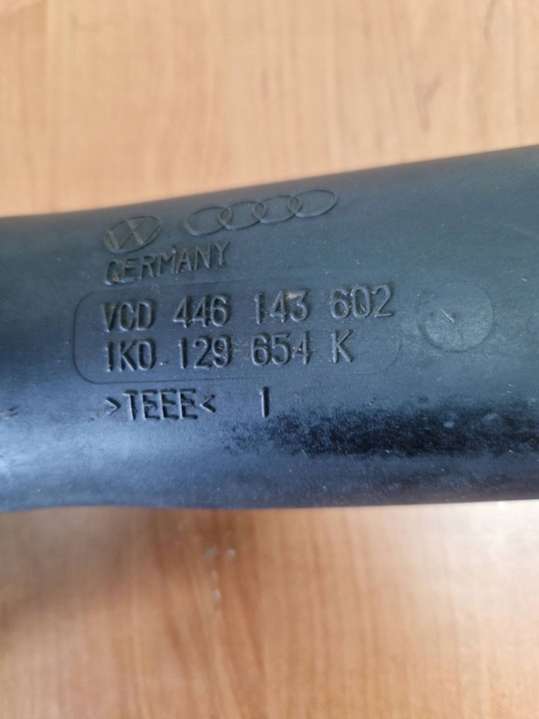 GERMANY
VCD 446 143 602
1K0 129 654 K
>TEEE< 1